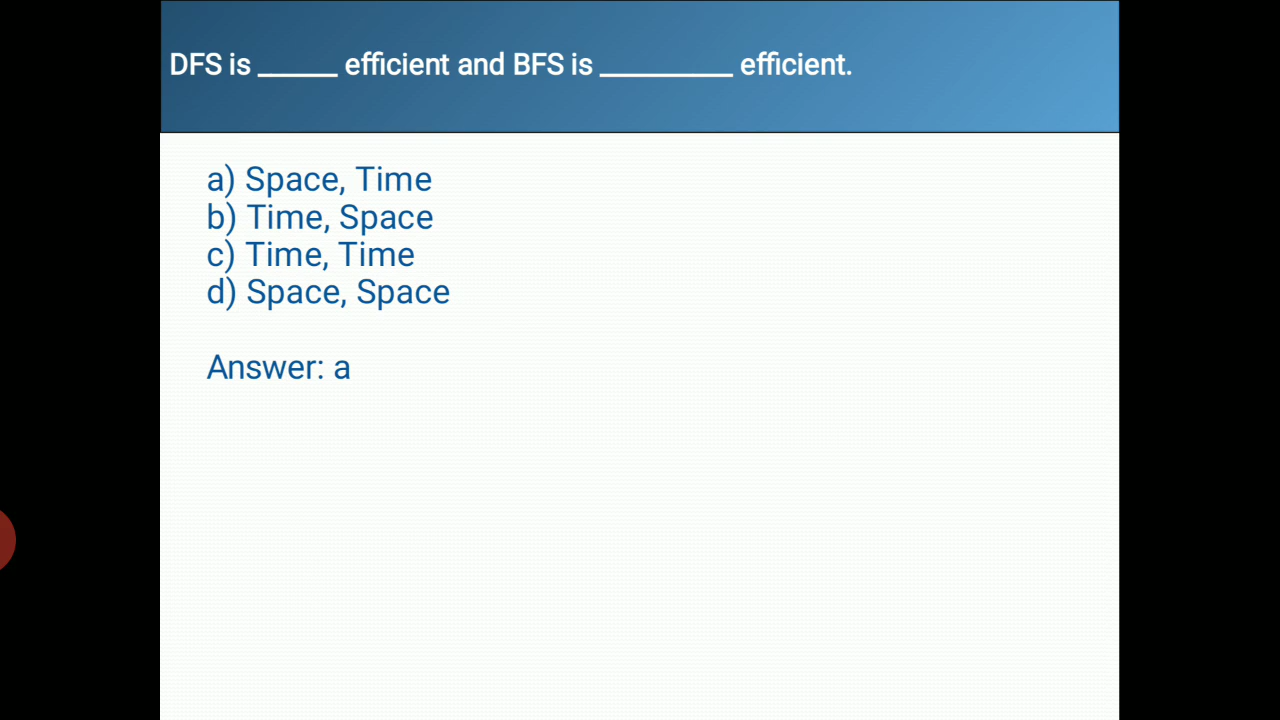 DFS is ______ efficient and BFS is __________ efficient.
a) Space, Time
b) Time, Space
c) Time, Time
d) Space, Space
Answer: a